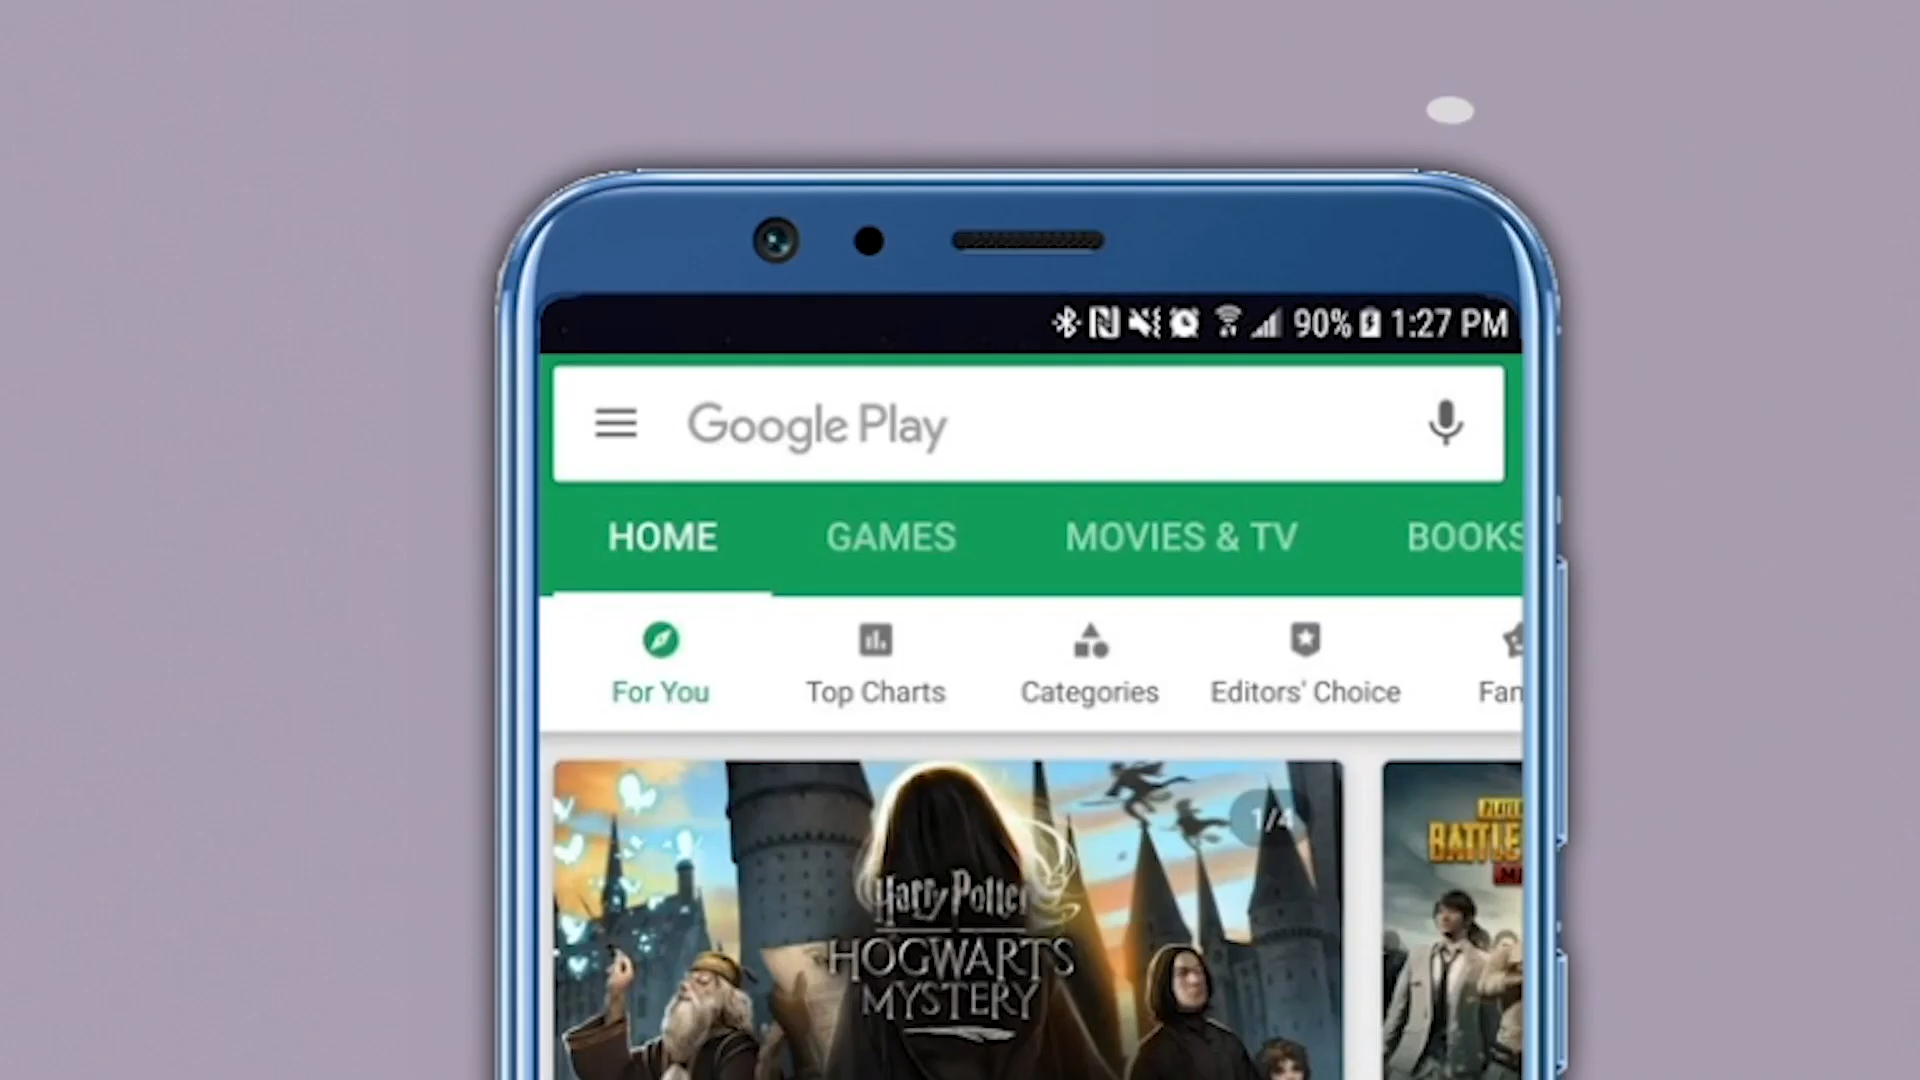 90% 1:27 PM
Google Play
HOME GAMES MOVIES & TV BOOKS
For You Top Charts Categories Editors' Choice Fam
1/4
Harry Potter
HOGWARTS
MYSTERY
BATTLE